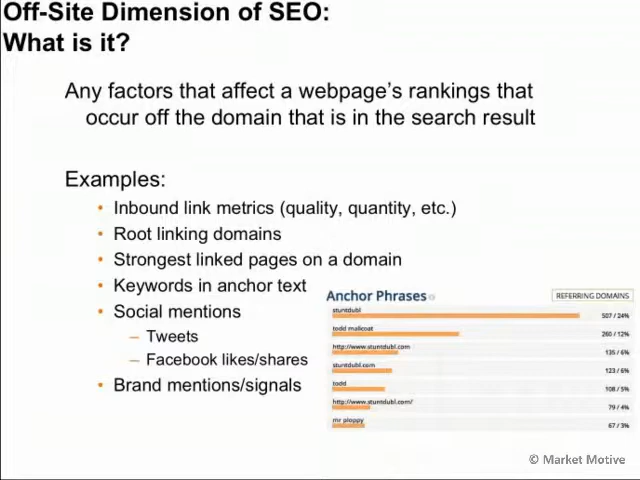 Off-Site Dimension of SEO:
What is it?
Any factors that affect a webpage's rankings that
occur off the domain that is in the search result
Examples:
• Inbound link metrics (quality, quantity, etc.)
• Root linking domains
• Strongest linked pages on a domain
• Keywords in anchor text
• Social mentions
– Tweets
– Facebook likes/shares
• Brand mentions/signals
Anchor Phrases
REFERRING DOMAINS
stuntdubl
507 / 24%
todd malicoat
260 / 12%
http://www.stuntdubl.com
135 / 6%
stuntdubl.com
123 / 6%
todd
108 / 5%
http://www.stuntdubl.com/
79 / 4%
mr ploppy
67 / 3%
© Market Motive